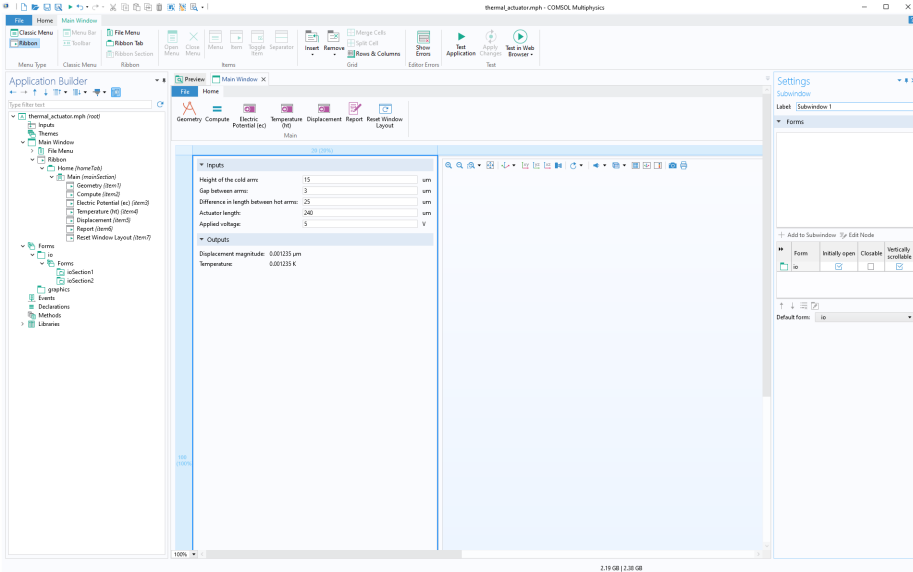 thermal_actuator.mph - COMSOL Multiphysics
File Home Main Window
Classic Menu
Ribbon
Menu Bar
Toolbar
File Menu
Ribbon Tab
Ribbon Section
Open Menu
Close Menu
Menu
Item
Toggle Item
Separator
Insert
Remove
Merge Cells
Split Cell
Rows & Columns
Show Errors
Test Application
Apply Changes
Test in Web Browser
Menu Type Classic Menu Ribbon Items Grid Editor Errors Test
Application Builder
Type filter text
thermal_actuator.mph (root)
Inputs
Themes
Main Window
File Menu
Ribbon
Home (homeTab)
Main (mainSection)
Geometry (item1)
Compute (item2)
Electric Potential (ec) (item3)
Temperature (ht) (item4)
Displacement (item5)
Report (item6)
Reset Window Layout (item7)
Forms
io
Forms
ioSection1
ioSection2
graphics
Events
Declarations
Methods
Libraries
Preview Main Window
File Home
Geometry
Compute
Electric Potential (ec)
Temperature (ht)
Displacement
Report
Reset Window Layout
Main
Inputs
Height of the cold arm: 15 um
Gap between arms: 3 um
Difference in length between hot arms: 25 um
Actuator length: 240 um
Applied voltage: 5 V
Outputs
Displacement magnitude: 0.001235 µm
Temperature: 0.001235 K
100
(100%
100%
Settings
Subwindow
Label: Subwindow 1
Forms
Add to Subwindow Edit Node
Form
Initially open
Closable
Vertically scrollable
io
Default form: io
2.19 GB | 2.38 GB